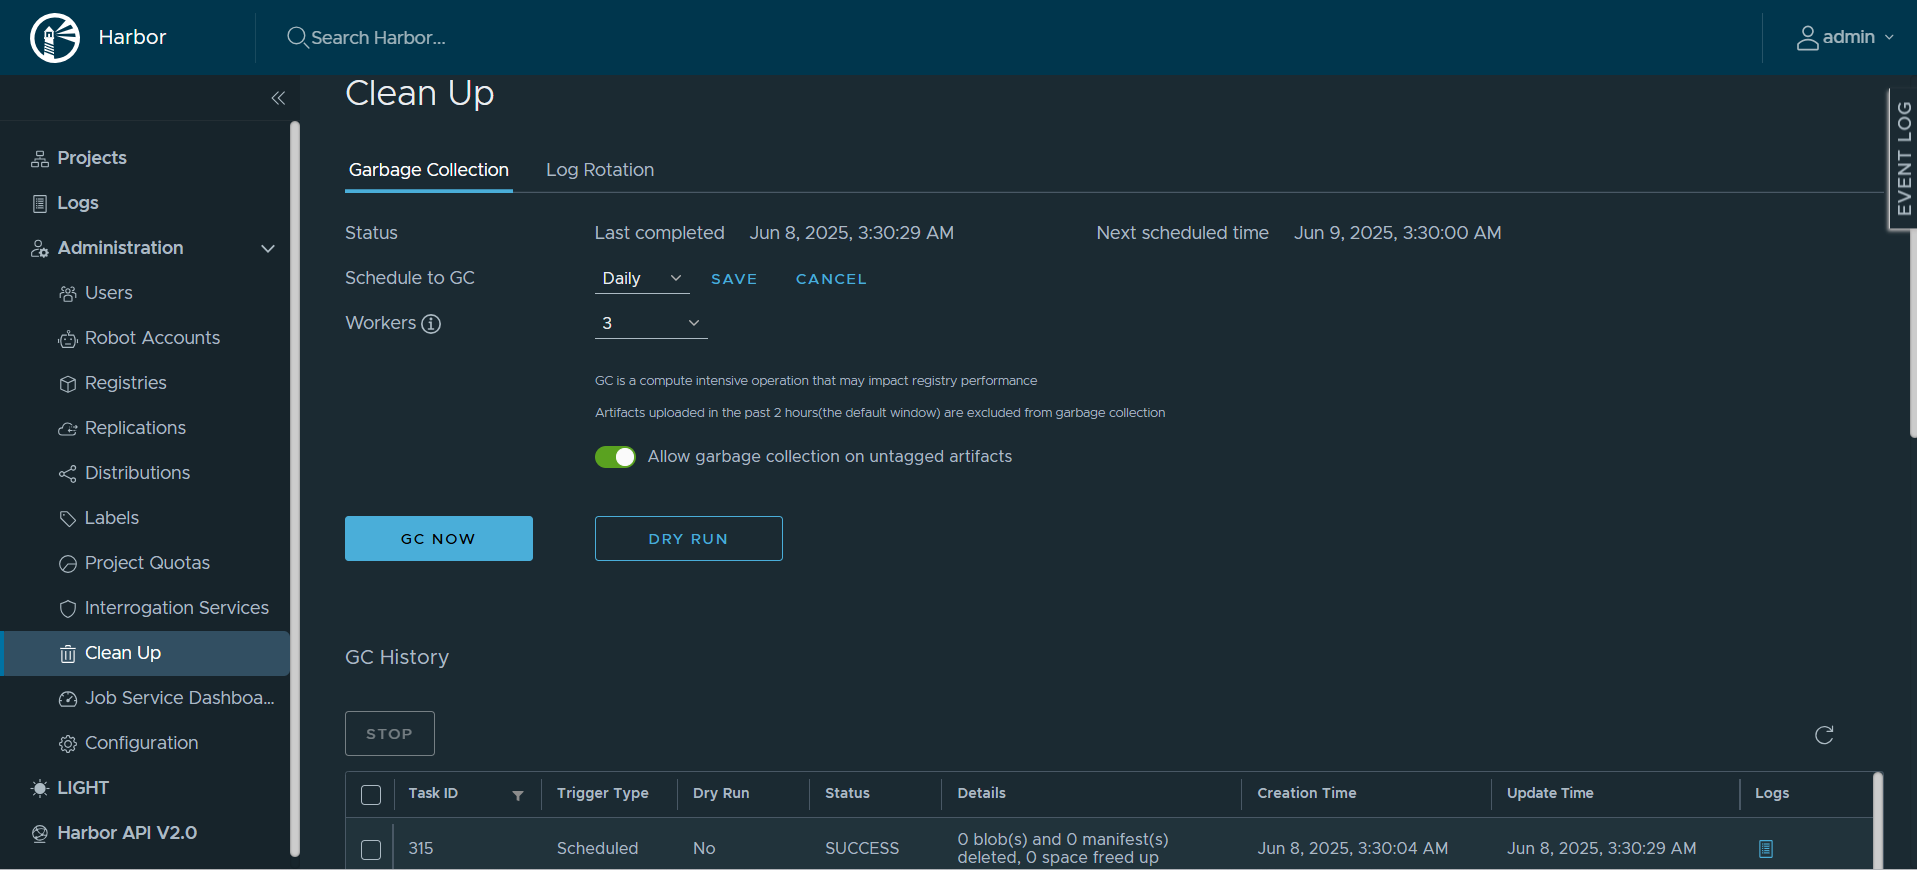 Harbor
Search Harbor...
admin
EVENT LOG
Projects
Logs
Administration
Users
Robot Accounts
Registries
Replications
Distributions
Labels
Project Quotas
Interrogation Services
Clean Up
Job Service Dashboa...
Configuration
LIGHT
Harbor API V2.0
Clean Up
Garbage Collection Log Rotation
Status Last completed Jun 8, 2025, 3:30:29 AM Next scheduled time Jun 9, 2025, 3:30:00 AM
Schedule to GC Daily SAVE CANCEL
Workers 3
GC is a compute intensive operation that may impact registry performance
Artifacts uploaded in the past 2 hours(the default window) are excluded from garbage collection
Allow garbage collection on untagged artifacts
GC NOW DRY RUN
GC History
STOP
Task ID Trigger Type Dry Run Status Details Creation Time Update Time Logs
315 Scheduled No SUCCESS 0 blob(s) and 0 manifest(s) deleted, 0 space freed up Jun 8, 2025, 3:30:04 AM Jun 8, 2025, 3:30:29 AM